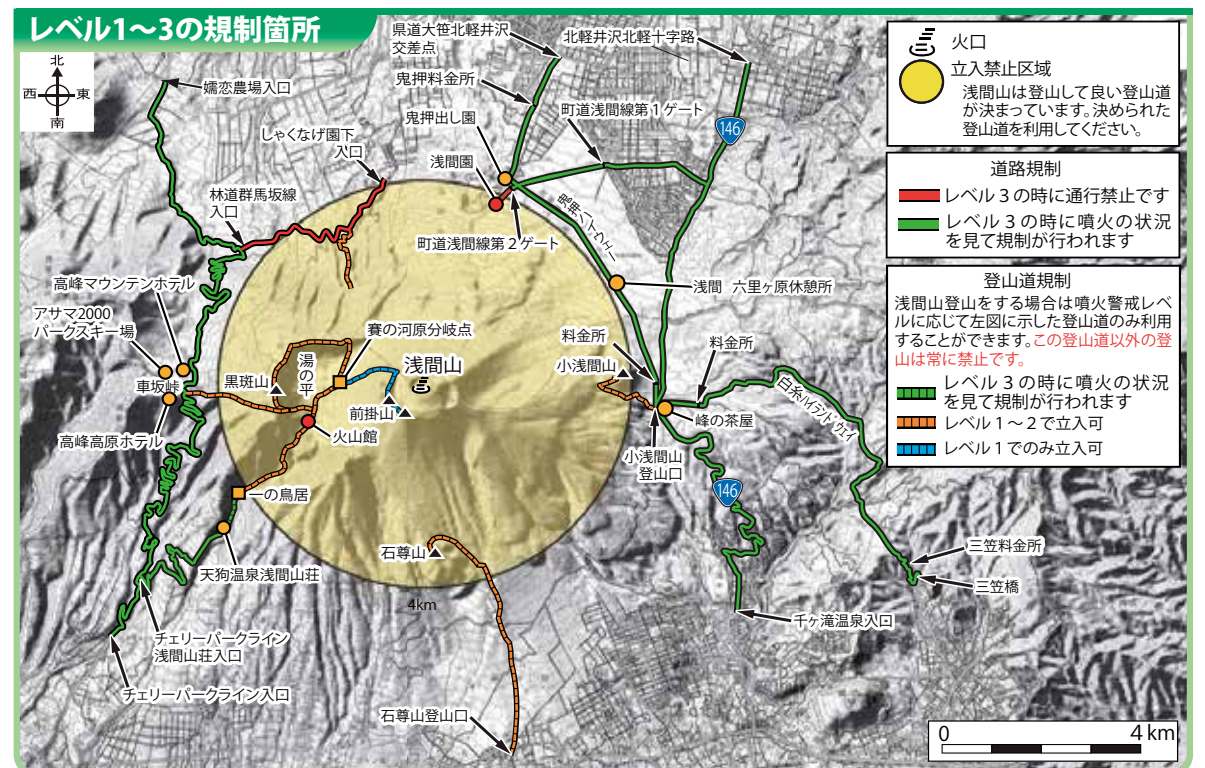 レベル1～3の規制箇所
北
西
東
南
嬬恋農場入口
しゃくなげ園下
入口
林道群馬坂線
入口
県道大笹北軽井沢
交差点
鬼押料金所
鬼押出し園
浅間園
北軽井沢北軽十字路
町道浅間線第1ゲート
146
鬼押ハイウェー
町道浅間線第2ゲート
高峰マウンテンホテル
アサマ2000
パークスキー場
車坂峠
高峰高原ホテル
黒斑山
湯の平
賽の河原分岐点
浅間山
前掛山
火山館
一の鳥居
天狗温泉浅間山荘
石尊山
4km
浅間 六里ヶ原休憩所
料金所
小浅間山
料金所
白糸ハイランドウェイ
峰の茶屋
小浅間山
登山口
146
三笠料金所
三笠橋
千ヶ滝温泉入口
チェリーパークライン
浅間山荘入口
チェリーパークライン入口
石尊山登山口
火口
立入禁止区域
浅間山は登山して良い登山道
が決まっています。決められた
登山道を利用してください。
道路規制
レベル3の時に通行禁止です
レベル3の時に噴火の状況
を見て規制が行われます
登山道規制
浅間山登山をする場合は噴火警戒レベ
ルに応じて左図に示した登山道のみ利用
することができます。この登山道以外の登
山は常に禁止です。
レベル3の時に噴火の状況
を見て規制が行われます
レベル1～2で立入可
レベル1でのみ立入可
0 4 km